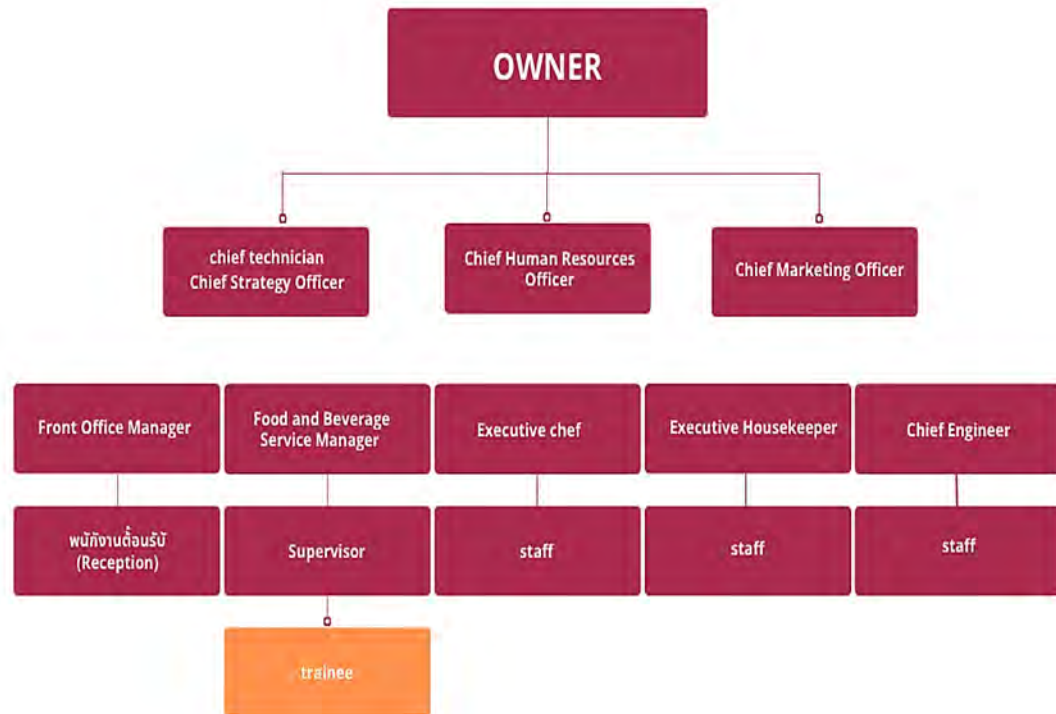 OWNER
chief technician
Chief Strategy Officer
Chief Human Resources
Officer
Chief Marketing Officer
Front Office Manager
Food and Beverage
Service Manager
Executive chef
Executive Housekeeper
Chief Engineer
พนักังานต้ือนรับั
(Reception)
Supervisor
staff
staff
staff
trainee